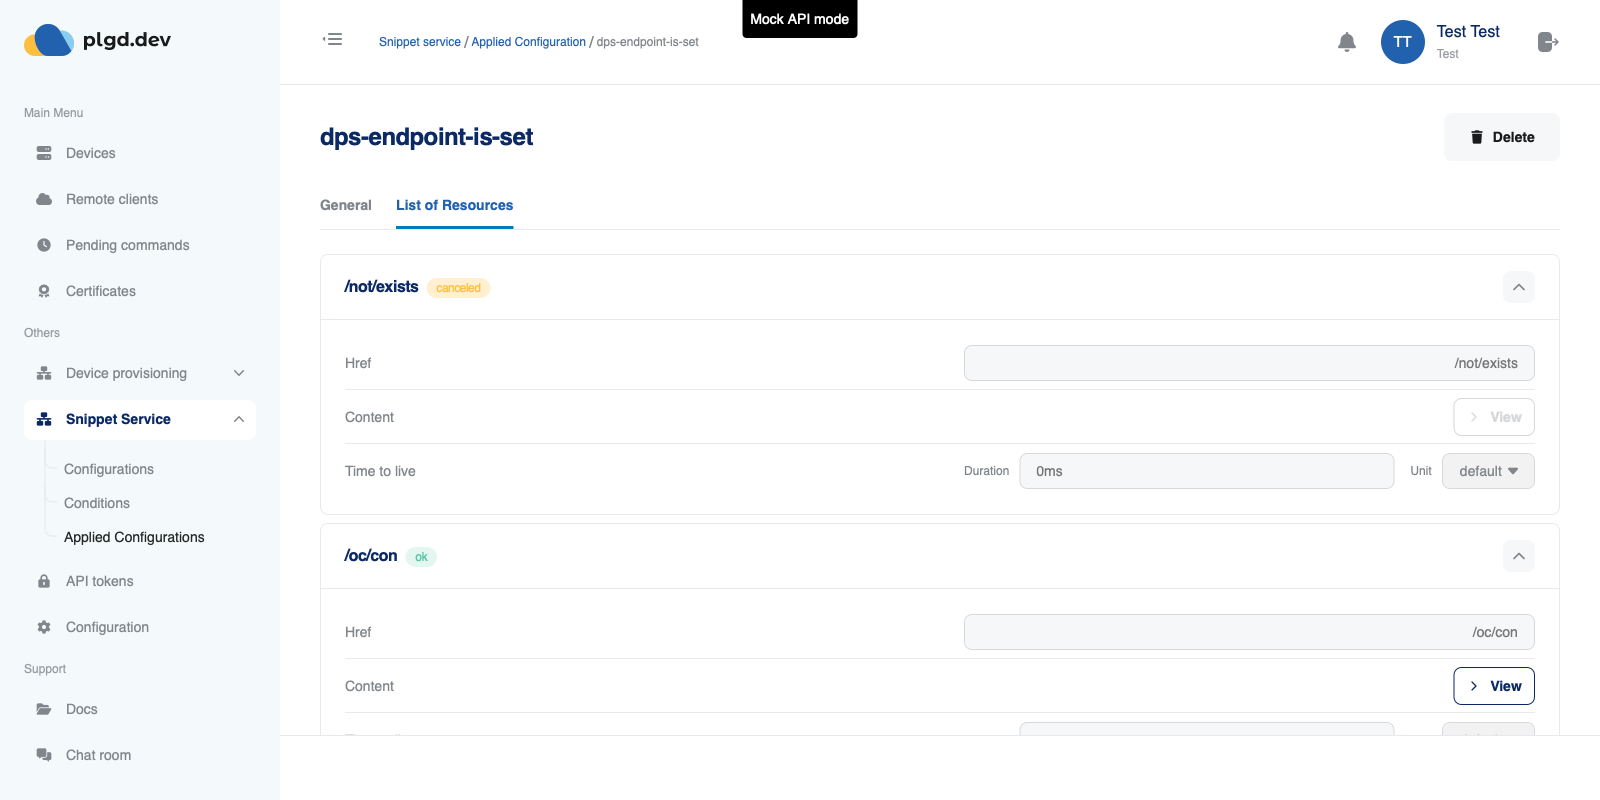 Mock API mode
plgd.dev
Snippet service / Applied Configuration / dps-endpoint-is-set
TT
Test Test
Test
Main Menu
Devices
Remote clients
Pending commands
Certificates
Others
Device provisioning
Snippet Service
Configurations
Conditions
Applied Configurations
API tokens
Configuration
Support
Docs
Chat room
dps-endpoint-is-set
Delete
General
List of Resources
/not/exists canceled
Href
/not/exists
Content
View
Time to live
Duration
0ms
Unit
default
/oc/con ok
Href
/oc/con
Content
View